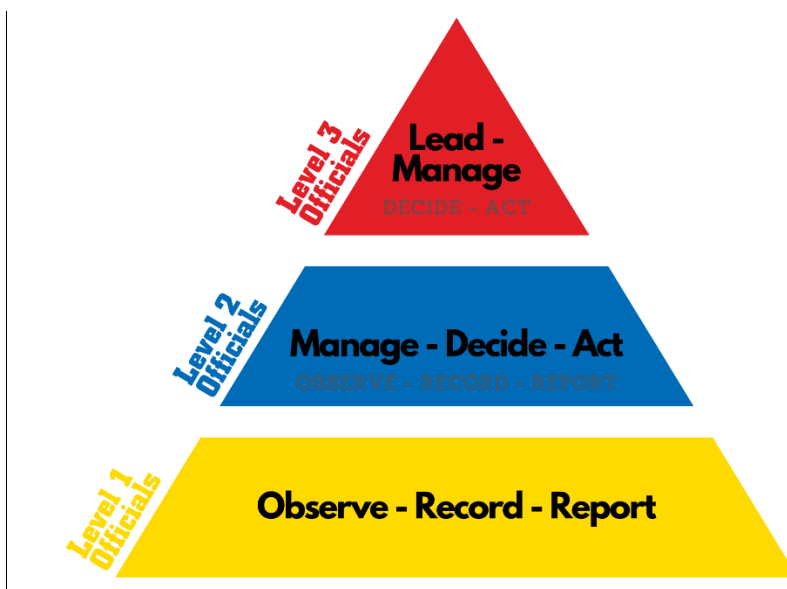 Level 3
Officials
Lead -
Manage
DECIDE - ACT
Level 2
Officials
Manage - Decide - Act
OBSERVE - RECORD - REPORT
Level 1
Officials
Observe - Record - Report